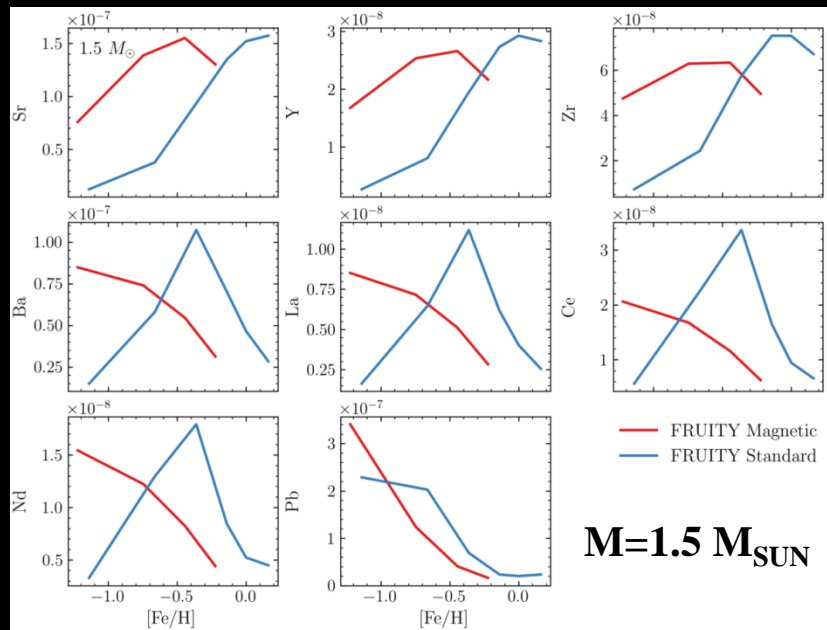 ×10⁻⁷
1.5 M⊙
Sr
1.5
1.0
0.5
×10⁻⁸
Y
3
2
1
×10⁻⁸
Zr
6
4
2
×10⁻⁷
Ba
1.00
0.75
0.50
0.25
×10⁻⁸
La
1.00
0.75
0.50
0.25
×10⁻⁸
Ce
3
2
1
×10⁻⁸
Nd
1.5
1.0
0.5
−1.0 −0.5 0.0
[Fe/H]
×10⁻⁷
Pb
3
2
1
0
−1.0 −0.5 0.0
[Fe/H]
FRUITY Magnetic
FRUITY Standard
M=1.5 M_SUN